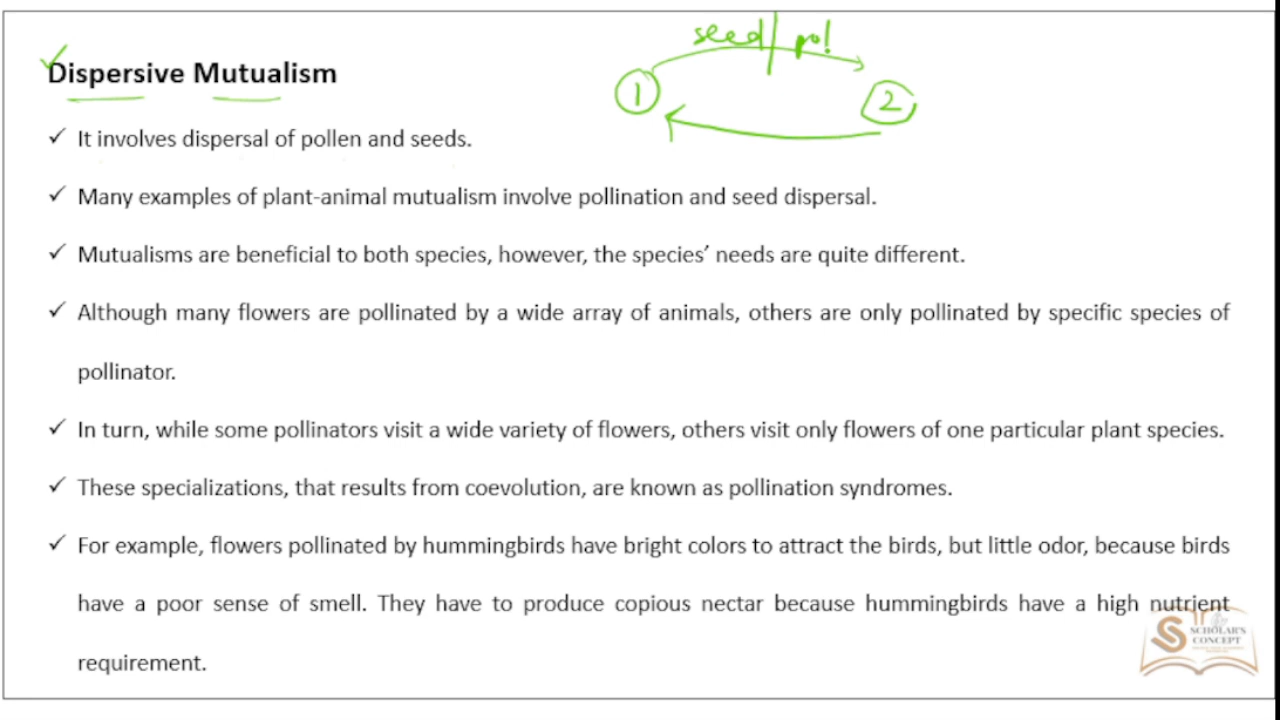 seed/pol
Dispersive Mutualism
1
2
✓ It involves dispersal of pollen and seeds.
✓ Many examples of plant-animal mutualism involve pollination and seed dispersal.
✓ Mutualisms are beneficial to both species, however, the species’ needs are quite different.
✓ Although many flowers are pollinated by a wide array of animals, others are only pollinated by specific species of
pollinator.
✓ In turn, while some pollinators visit a wide variety of flowers, others visit only flowers of one particular plant species.
✓ These specializations, that results from coevolution, are known as pollination syndromes.
✓ For example, flowers pollinated by hummingbirds have bright colors to attract the birds, but little odor, because birds
have a poor sense of smell. They have to produce copious nectar because hummingbirds have a high nutrient
requirement.
SCHOLAR'S
CONCEPT